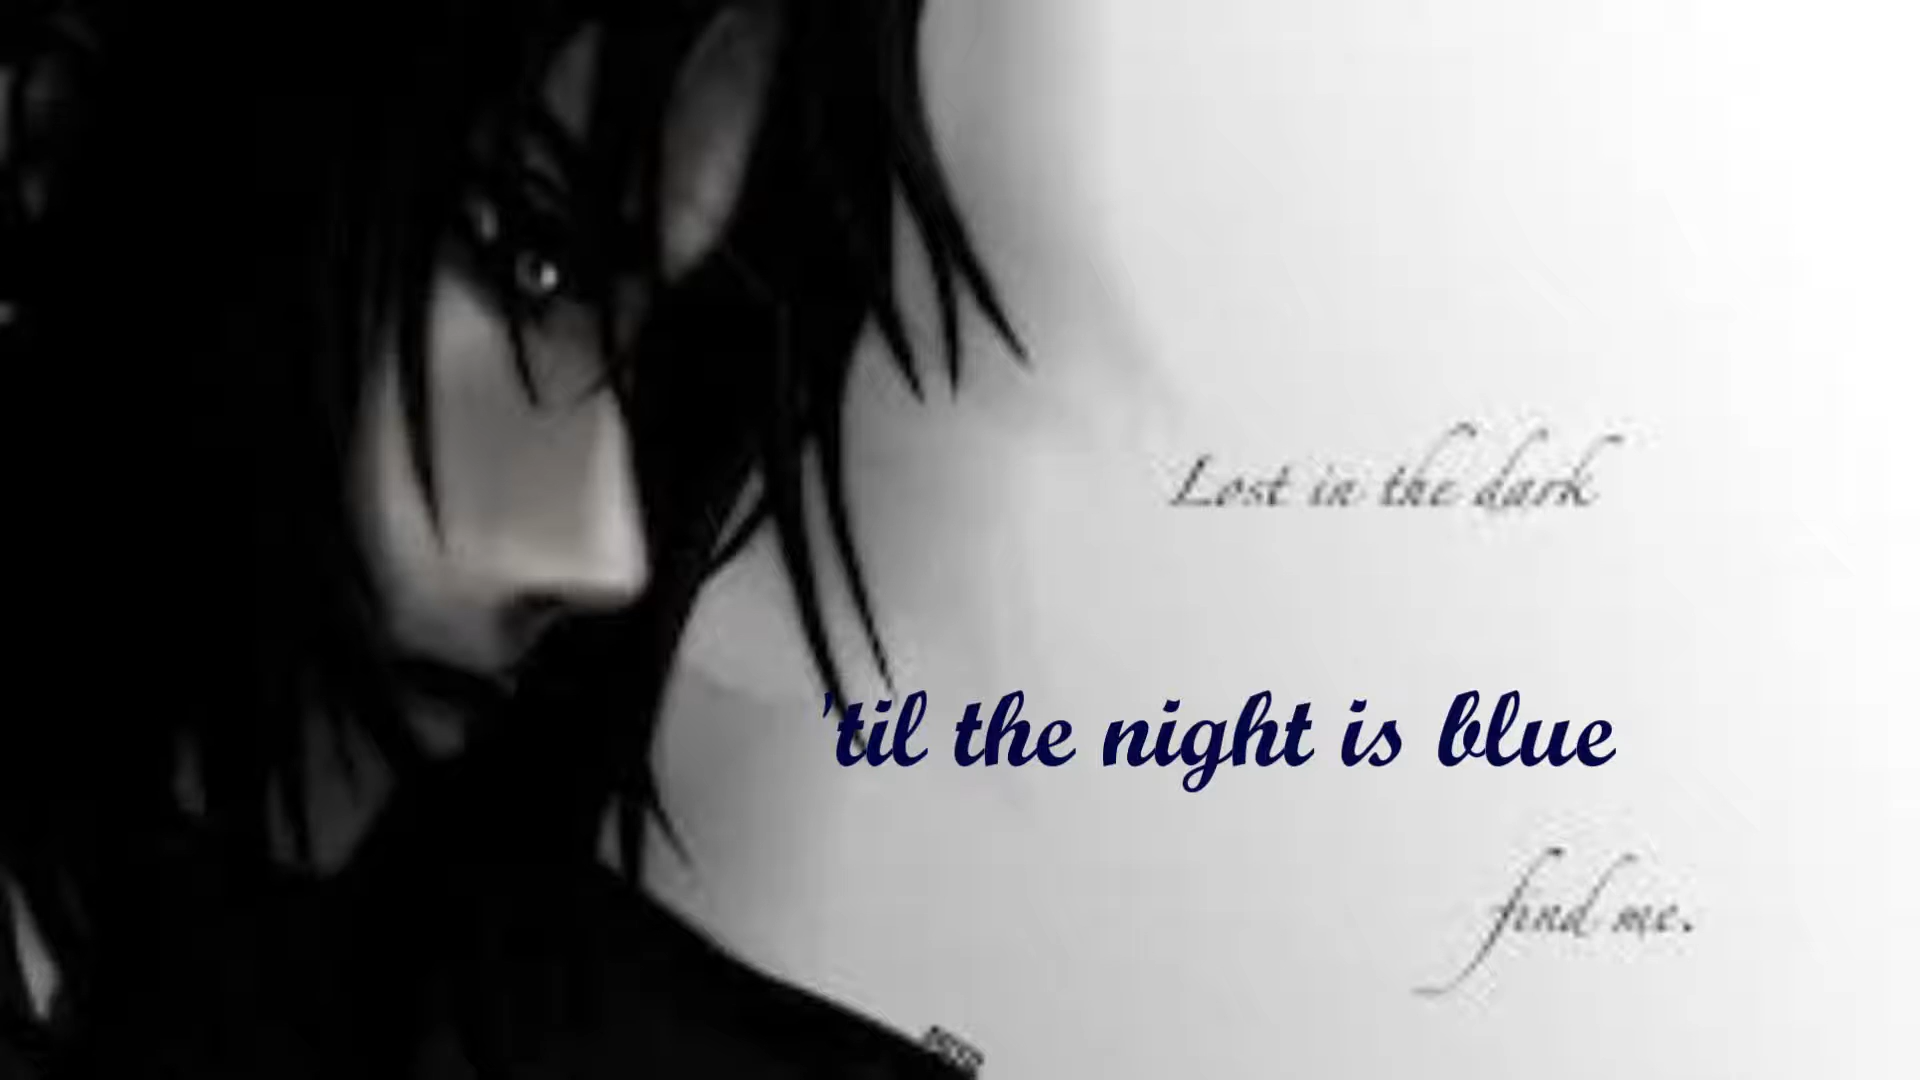 Lost in the dark
'til the night is blue
find me.